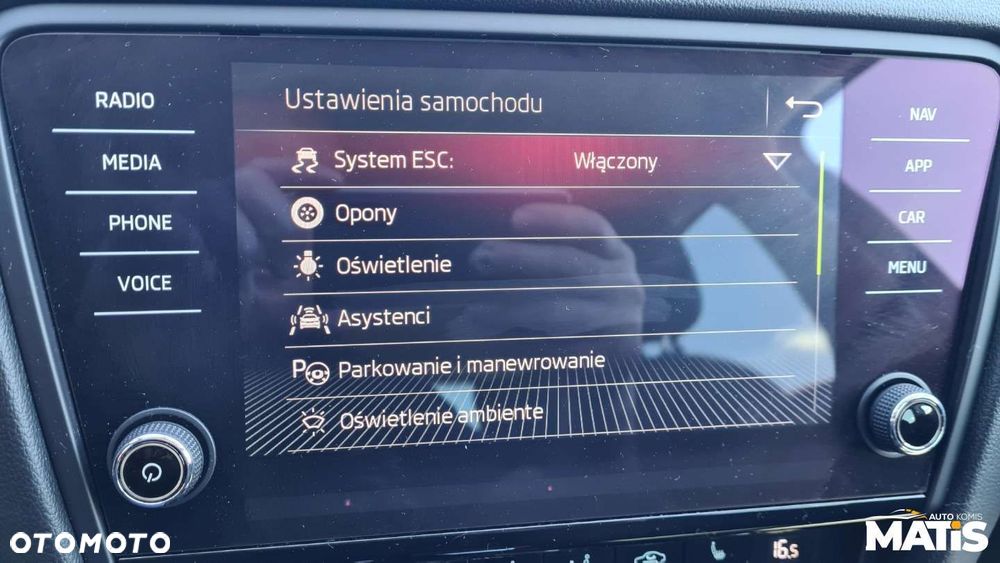 RADIO
MEDIA
PHONE
VOICE
Ustawienia samochodu
System ESC: Włączony
Opony
Oświetlenie
Asystenci
P Parkowanie i manewrowanie
Oświetlenie ambiente
NAV
APP
CAR
MENU
16.5
OTOMOTO
AUTO KOMIS
MATIS